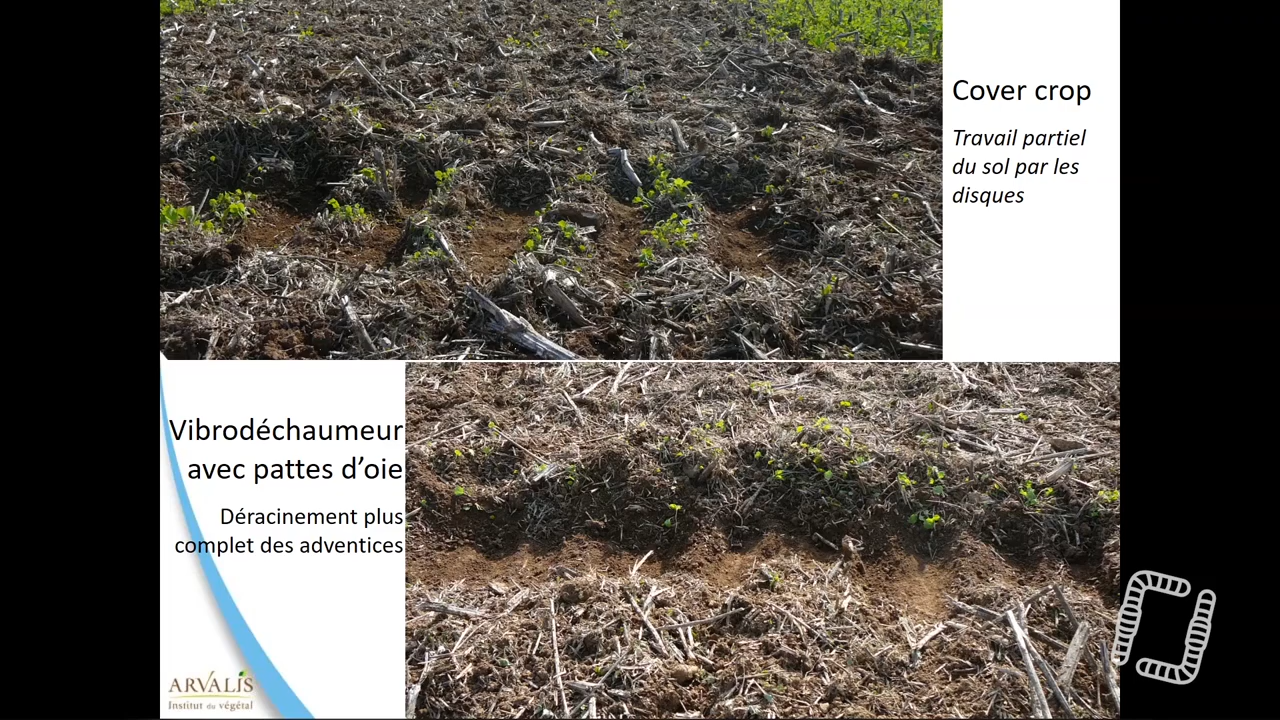 Cover crop
Travail partiel
du sol par les
disques
Vibrodéchaumeur
avec pattes d’oie
Déracinement plus
complet des adventices
ARVALIS
Institut du végétal